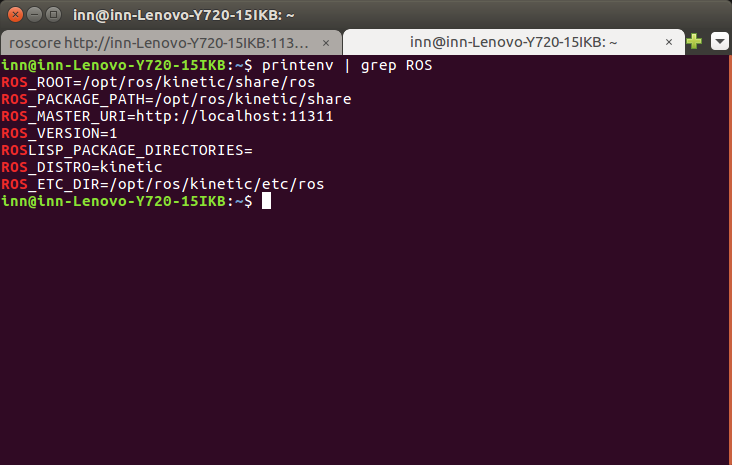 inn@inn-Lenovo-Y720-15IKB: ~
roscore http://inn-Lenovo-Y720-15IKB:113... ×
inn@inn-Lenovo-Y720-15IKB: ~ ×
inn@inn-Lenovo-Y720-15IKB:~$ printenv | grep ROS
ROS_ROOT=/opt/ros/kinetic/share/ros
ROS_PACKAGE_PATH=/opt/ros/kinetic/share
ROS_MASTER_URI=http://localhost:11311
ROS_VERSION=1
ROSLISP_PACKAGE_DIRECTORIES=
ROS_DISTRO=kinetic
ROS_ETC_DIR=/opt/ros/kinetic/etc/ros
inn@inn-Lenovo-Y720-15IKB:~$